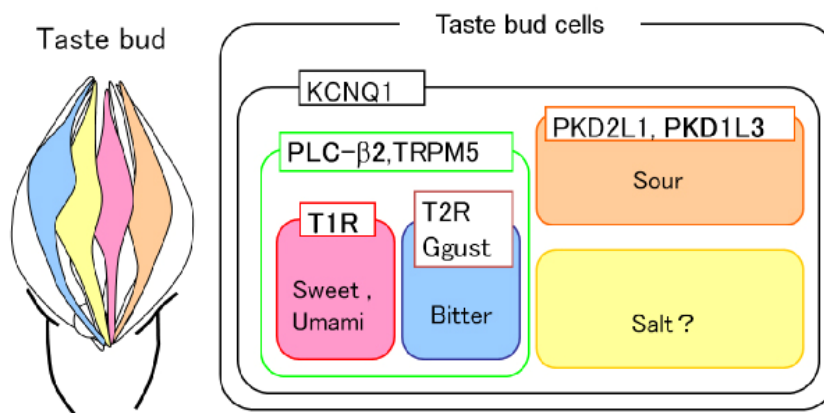 Taste bud
Taste bud cells
KCNQ1
PKD2L1, PKD1L3
PLC-β2,TRPM5
Sour
T1R
T2R
Ggust
Sweet ,
Umami
Bitter
Salt？